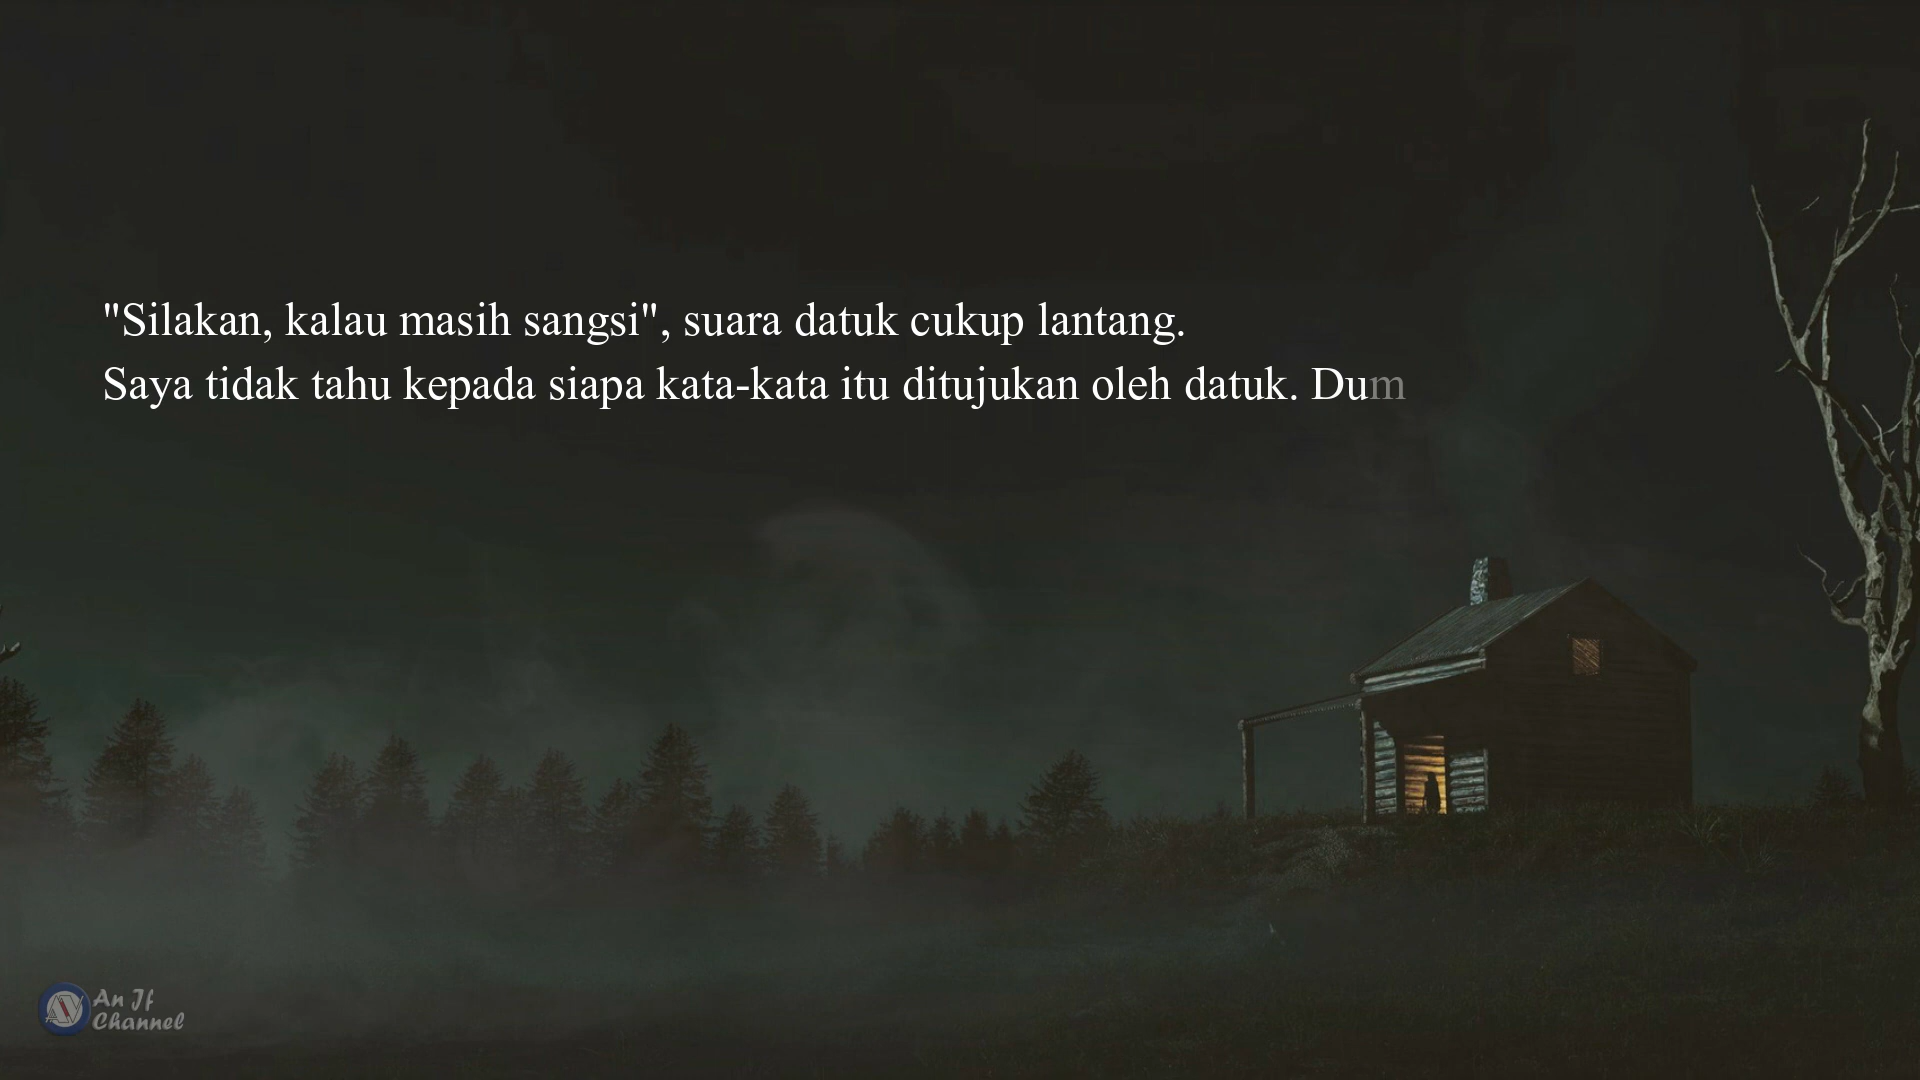 "Silakan, kalau masih sangsi", suara datuk cukup lantang.
Saya tidak tahu kepada siapa kata-kata itu ditujukan oleh datuk. Dum
An Jf
Channel